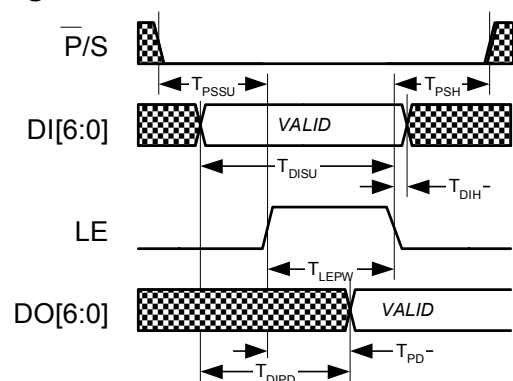 P/S
T_PSSU
T_PSH
DI[6:0]
VALID
T_DISU
T_DIH
LE
T_LEPW
DO[6:0]
VALID
T_PD
T_DIPD